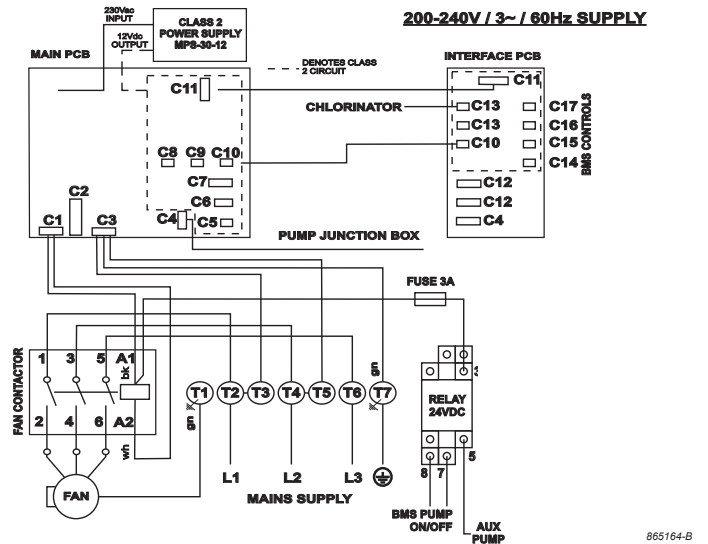 200-240V / 3~ / 60Hz SUPPLY
230Vac
INPUT
12Vdc
OUTPUT
CLASS 2
POWER SUPPLY
MPS-30-12
MAIN PCB
DENOTES CLASS
2 CIRCUIT
INTERFACE PCB
C11
C11
CHLORINATOR
C13
C17
C13
C16
C10
C15
C14
BMS CONTROLS
C8
C9
C10
C7
C12
C6
C12
C4
C5
C4
C2
C1
C3
PUMP JUNCTION BOX
FUSE 3A
FAN CONTACTOR
1
3
5
A1
bk
2
4
6
A2
wh
gn
gn
T1
T2
T3
T4
T5
T6
T7
RELAY
24VDC
5
8
7
L1
L2
L3
MAINS SUPPLY
FAN
BMS PUMP
ON/OFF
AUX
PUMP
865164-B